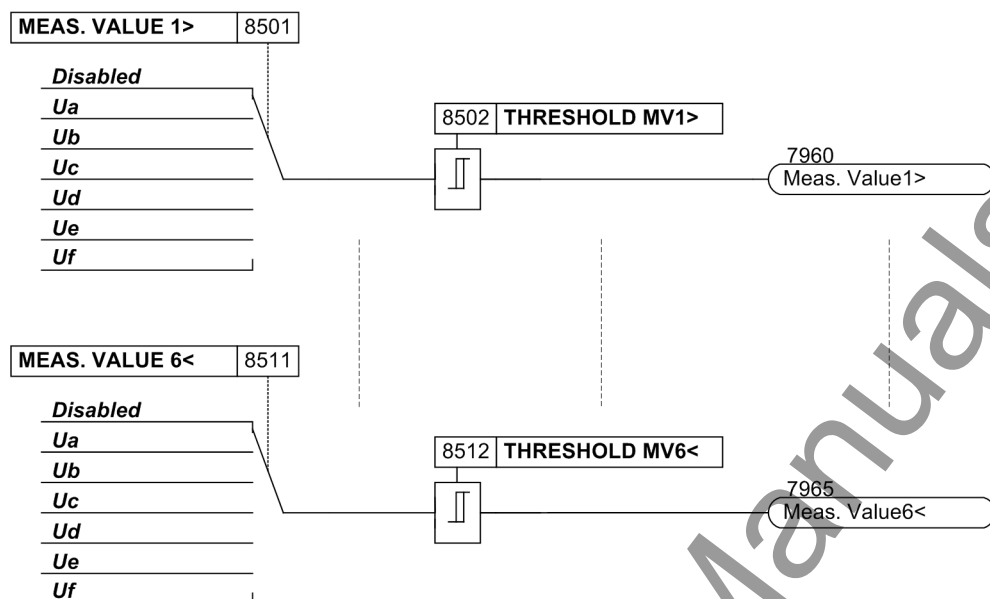 MEAS. VALUE 1> 8501
Disabled
Ua
Ub
Uc
Ud
Ue
Uf
8502 THRESHOLD MV1>
7960
Meas. Value1>
MEAS. VALUE 6< 8511
Disabled
Ua
Ub
Uc
Ud
Ue
Uf
8512 THRESHOLD MV6<
7965
Meas. Value6<
Manuals